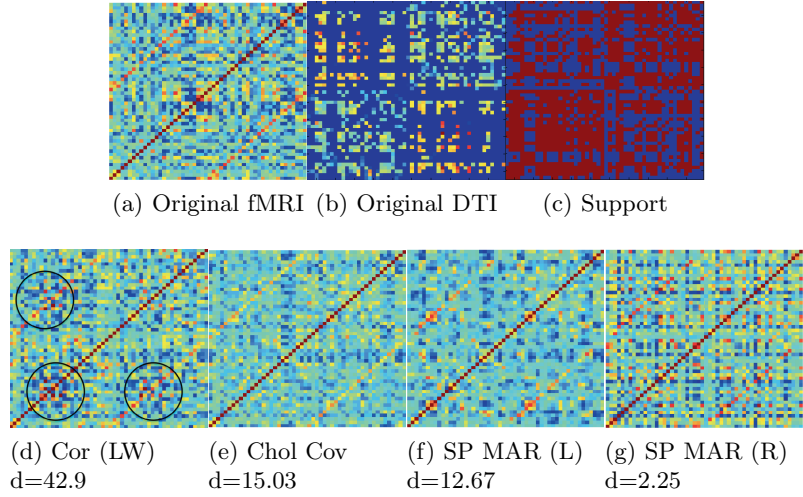 (a) Original fMRI (b) Original DTI (c) Support
(d) Cor (LW) (e) Chol Cov (f) SP MAR (L) (g) SP MAR (R)
d=42.9 d=15.03 d=12.67 d=2.25